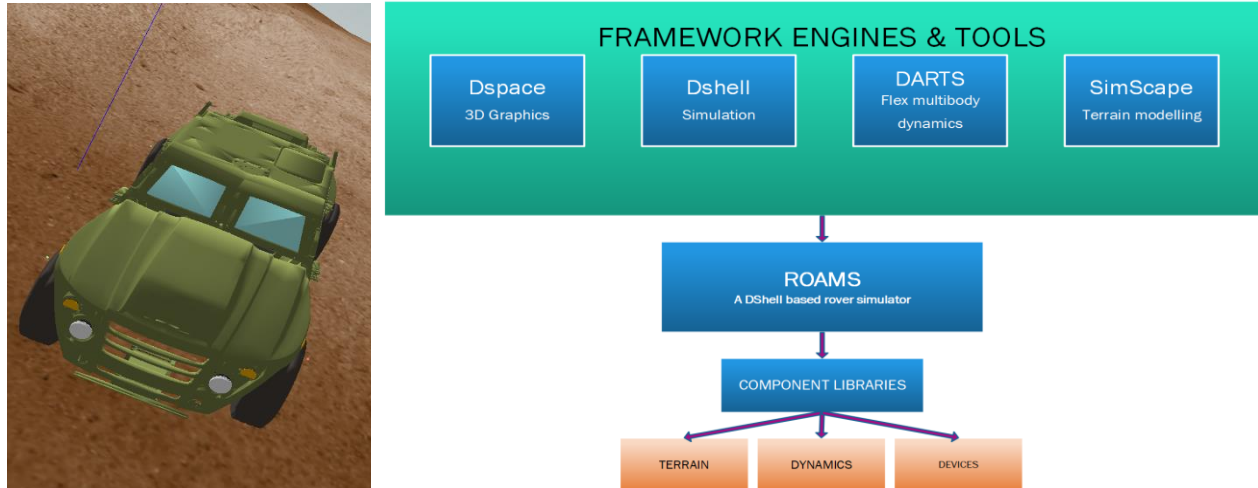 FRAMEWORK ENGINES & TOOLS
Dspace
3D Graphics
Dshell
Simulation
DARTS
Flex multibody
dynamics
SimScape
Terrain modelling
ROAMS
A DShell based rover simulator
COMPONENT LIBRARIES
TERRAIN
DYNAMICS
DEVICES